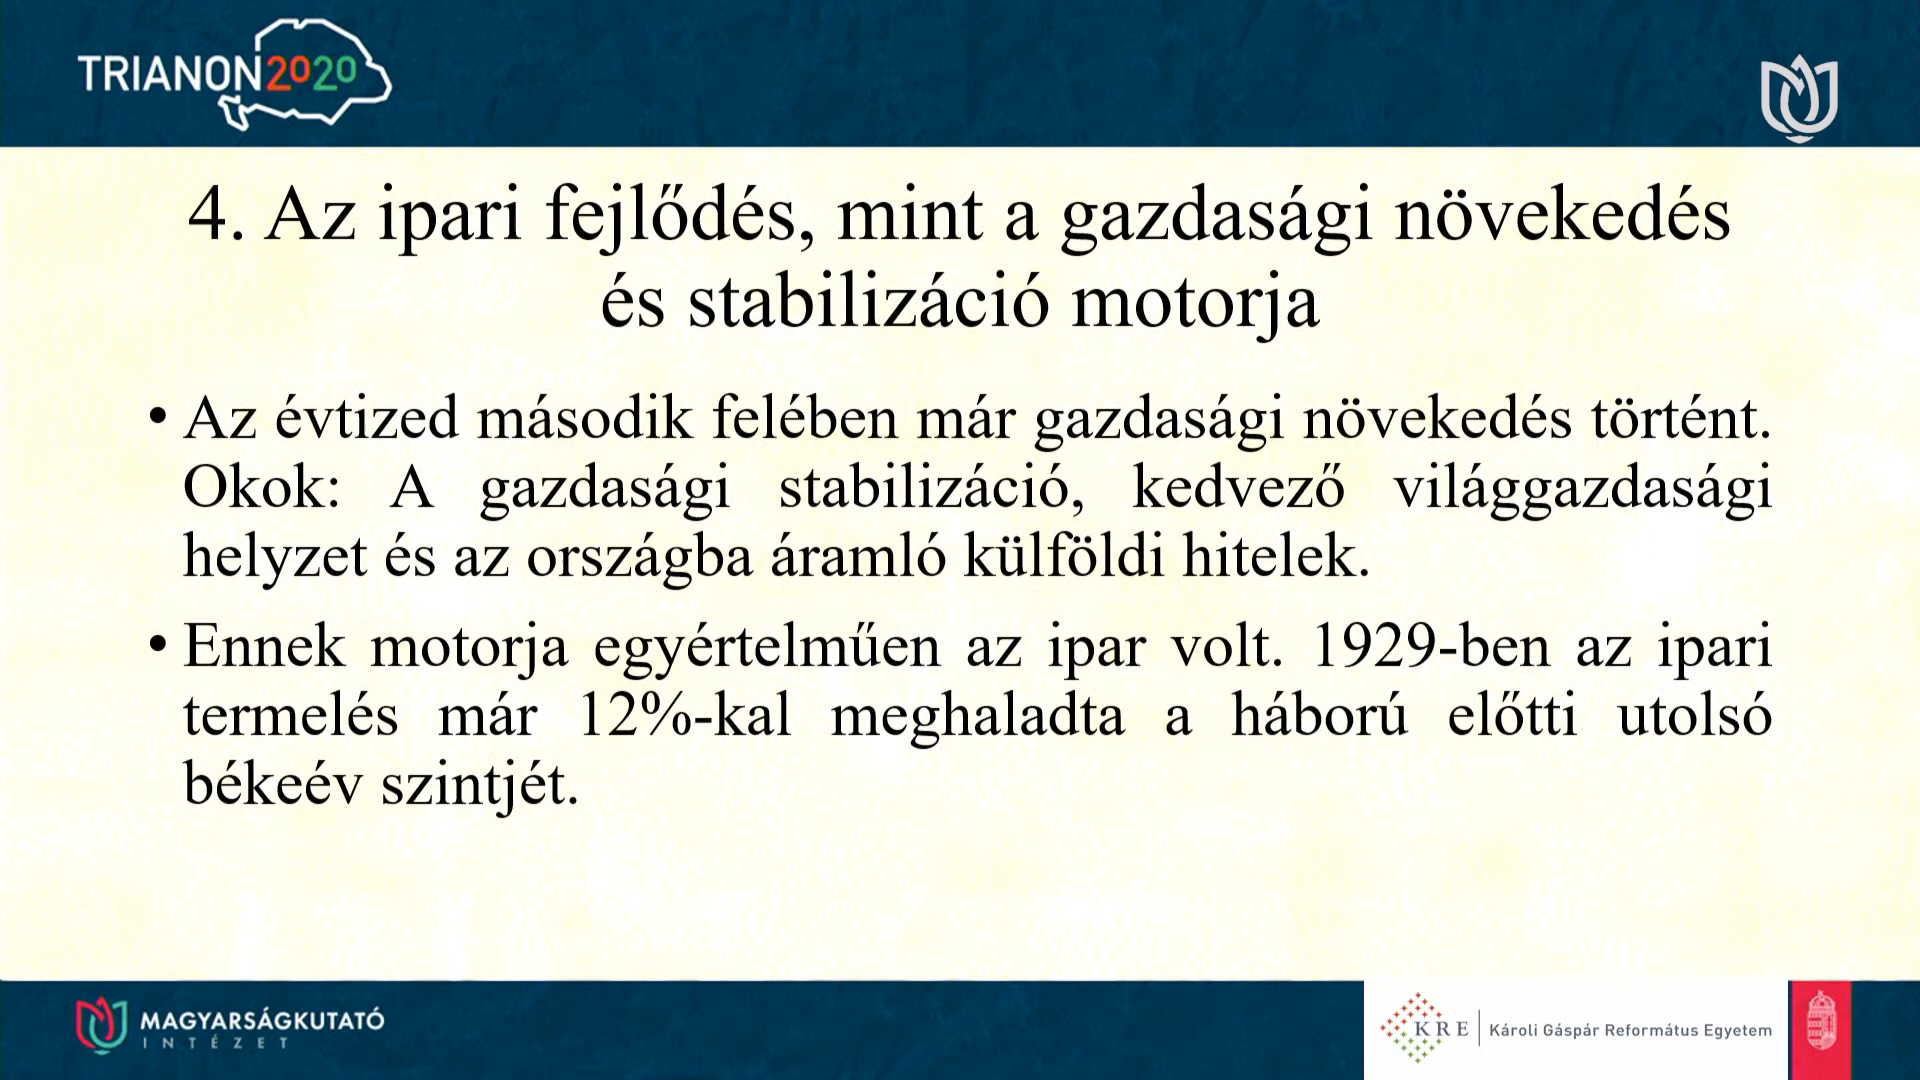 TRIANON2020
4. Az ipari fejlődés, mint a gazdasági növekedés
és stabilizáció motorja
• Az évtized második felében már gazdasági növekedés történt.
Okok: A gazdasági stabilizáció, kedvező világgazdasági
helyzet és az országba áramló külföldi hitelek.
• Ennek motorja egyértelműen az ipar volt. 1929-ben az ipari
termelés már 12%-kal meghaladta a háború előtti utolsó
békeév szintjét.
MAGYARSÁGKUTATÓ
INTÉZET
KRE
Károli Gáspár Református Egyetem